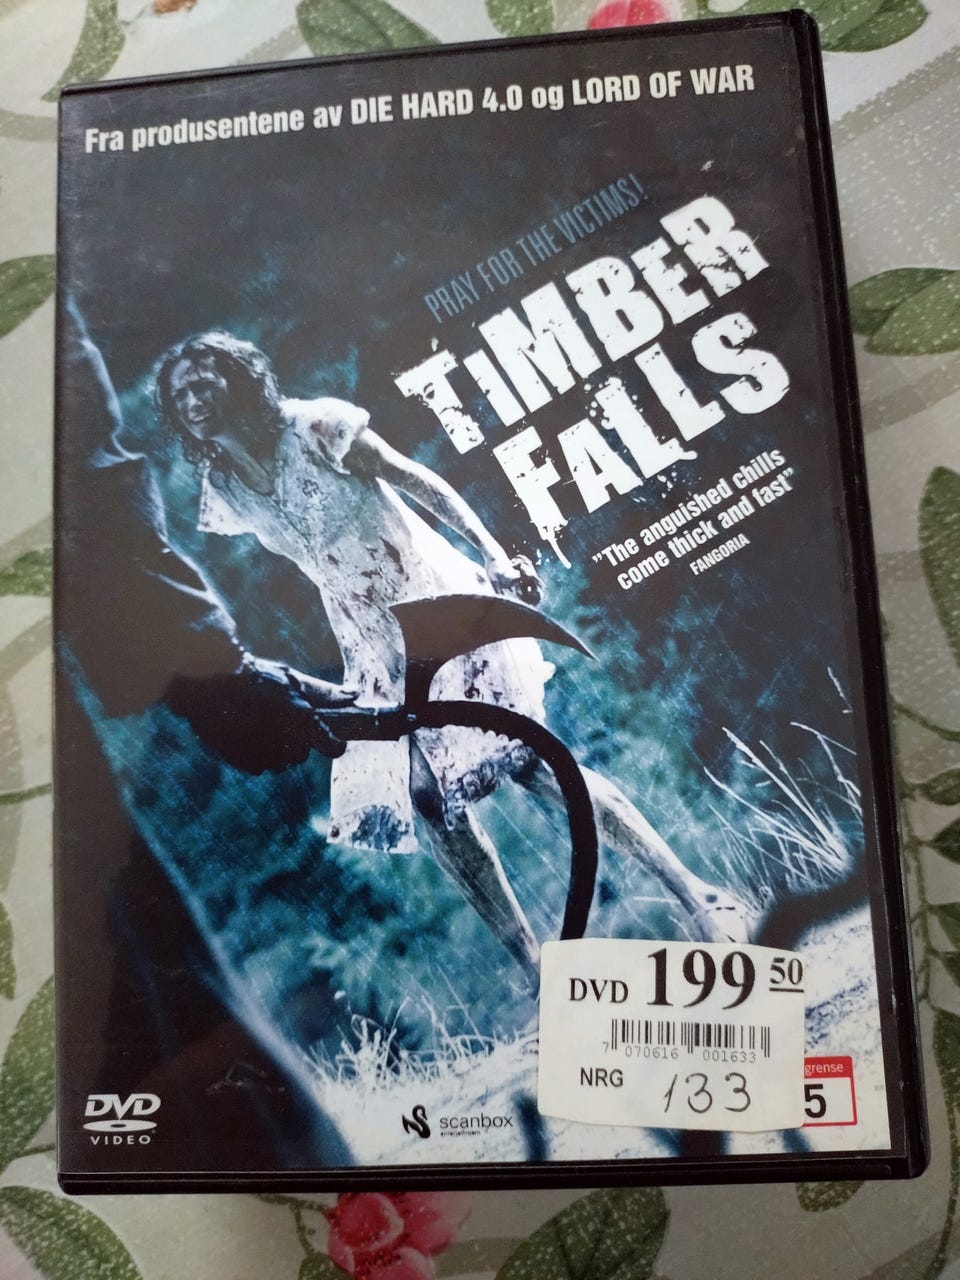 Fra produsentene av DIE HARD 4.0 og LORD OF WAR
PRAY FOR THE VICTIMS!
TIMBER
FALLS
"The anguished chills
come thick and fast"
FANGORIA
DVD 199 50
7 070616 001633
NRG 133
grense
5
DVD
VIDEO
scanbox
entertainment